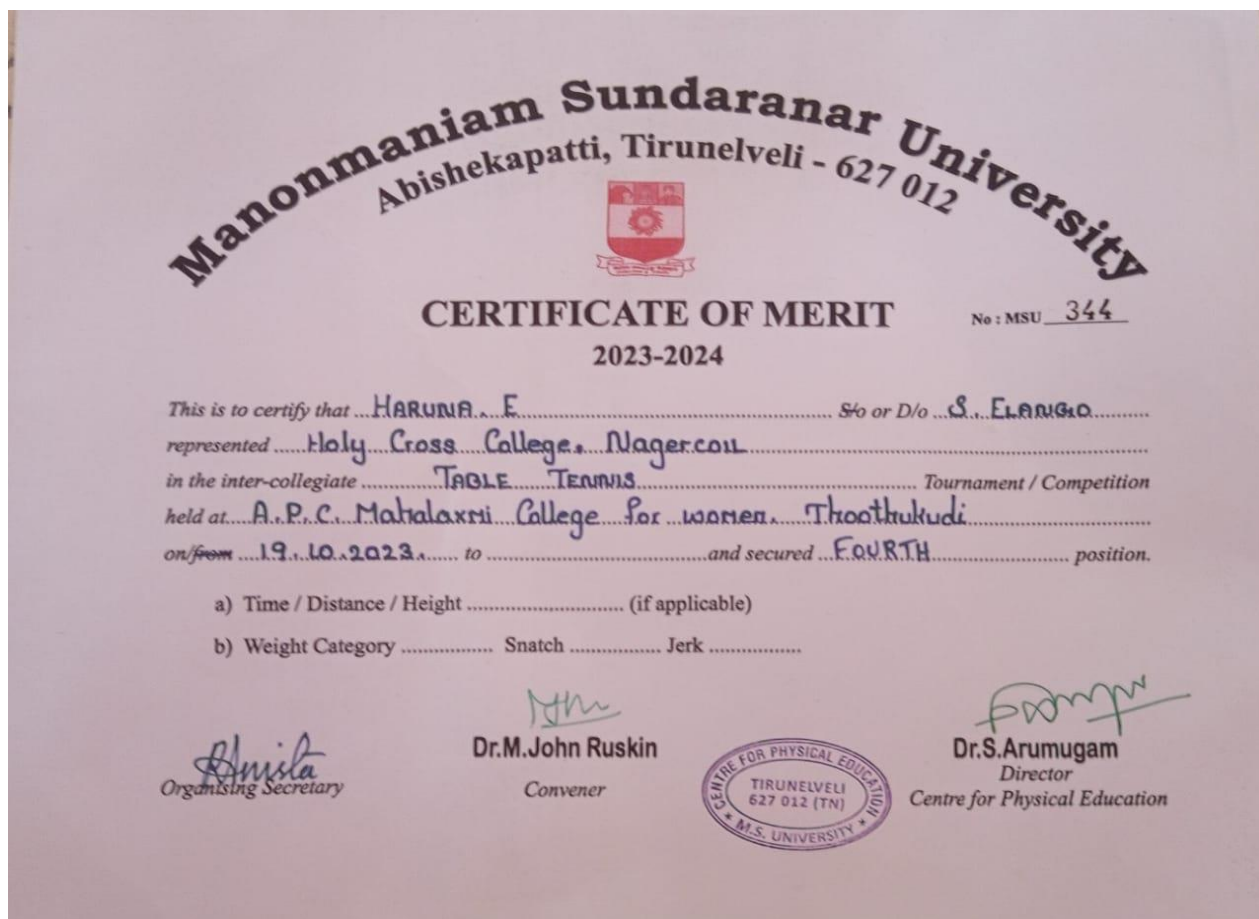 Manonmaniam Sundaranar University
Abishekapatti, Tirunelveli - 627 012
CERTIFICATE OF MERIT
No : MSU 344
2023-2024
This is to certify that ... HARUNA. E ... S/o or D/o ... S. ELANGO ...
represented ... Holy Cross College, Nagercoil ...
in the inter-collegiate ... TABLE TENNIS ... Tournament / Competition
held at ... A.P.C. Mahalaxmi College for women, Thoothukudi ...
on/from ... 19.10.2023. ... to ... and secured ... FOURTH ... position.
a) Time / Distance / Height ... (if applicable)
b) Weight Category ... Snatch ... Jerk ...
Organising Secretary
Dr.M.John Ruskin
Convener
CENTRE FOR PHYSICAL EDUCATION
TIRUNELVELI
627 012 (TN)
* M.S. UNIVERSITY *
Dr.S.Arumugam
Director
Centre for Physical Education